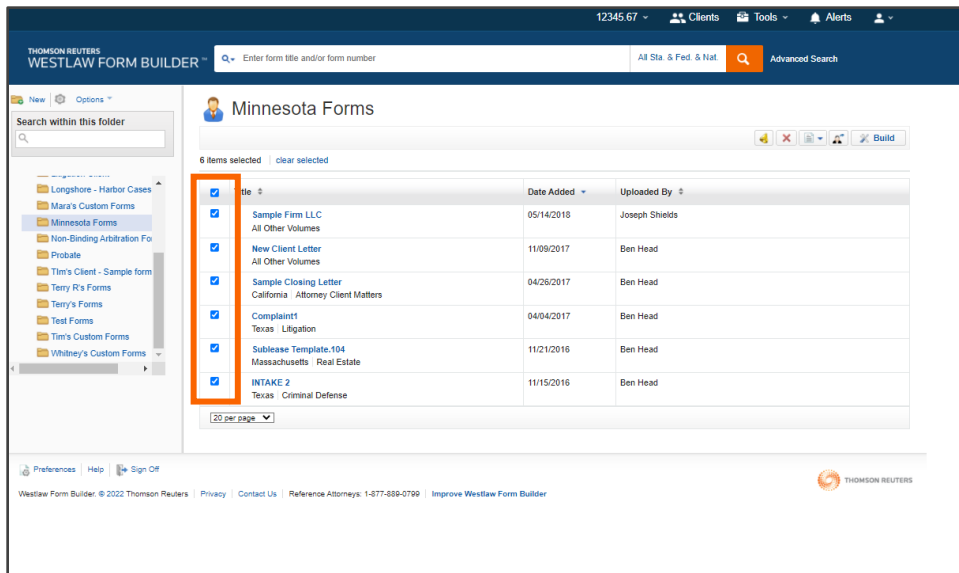 12345.67 Clients Tools Alerts
THOMSON REUTERS
WESTLAW FORM BUILDER™
Enter form title and/or form number
All Sta. & Fed. & Nat.
Advanced Search
New Options
Search within this folder
Longshore - Harbor Cases
Mara's Custom Forms
Minnesota Forms
Non-Binding Arbitration Fo
Probate
TIm's Client - Sample form
Terry R's Forms
Terry's Forms
Test Forms
Tim's Custom Forms
Whitney's Custom Forms
Minnesota Forms
Build
6 items selected clear selected
Title Date Added Uploaded By
Sample Firm LLC 05/14/2018 Joseph Shields
All Other Volumes
New Client Letter 11/09/2017 Ben Head
All Other Volumes
Sample Closing Letter 04/26/2017 Ben Head
California | Attorney Client Matters
Complaint1 04/04/2017 Ben Head
Texas | Litigation
Sublease Template.104 11/21/2016 Ben Head
Massachusetts | Real Estate
INTAKE 2 11/15/2016 Ben Head
Texas | Criminal Defense
20 per page
Preferences | Help | Sign Off
Westlaw Form Builder. © 2022 Thomson Reuters | Privacy | Contact Us | Reference Attorneys: 1-877-889-0799 | Improve Westlaw Form Builder
THOMSON REUTERS